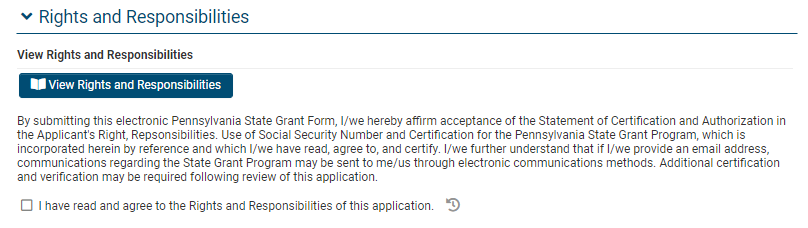 Rights and Responsibilities
View Rights and Responsibilities
View Rights and Responsibilities
By submitting this electronic Pennsylvania State Grant Form, I/we hereby affirm acceptance of the Statement of Certification and Authorization in
the Applicant's Right, Repsonsibilities. Use of Social Security Number and Certification for the Pennsylvania State Grant Program, which is
incorporated herein by reference and which I/we have read, agree to, and certify. I/we further understand that if I/we provide an email address,
communications regarding the State Grant Program may be sent to me/us through electronic communications methods. Additional certification
and verification may be required following review of this application.
I have read and agree to the Rights and Responsibilities of this application.